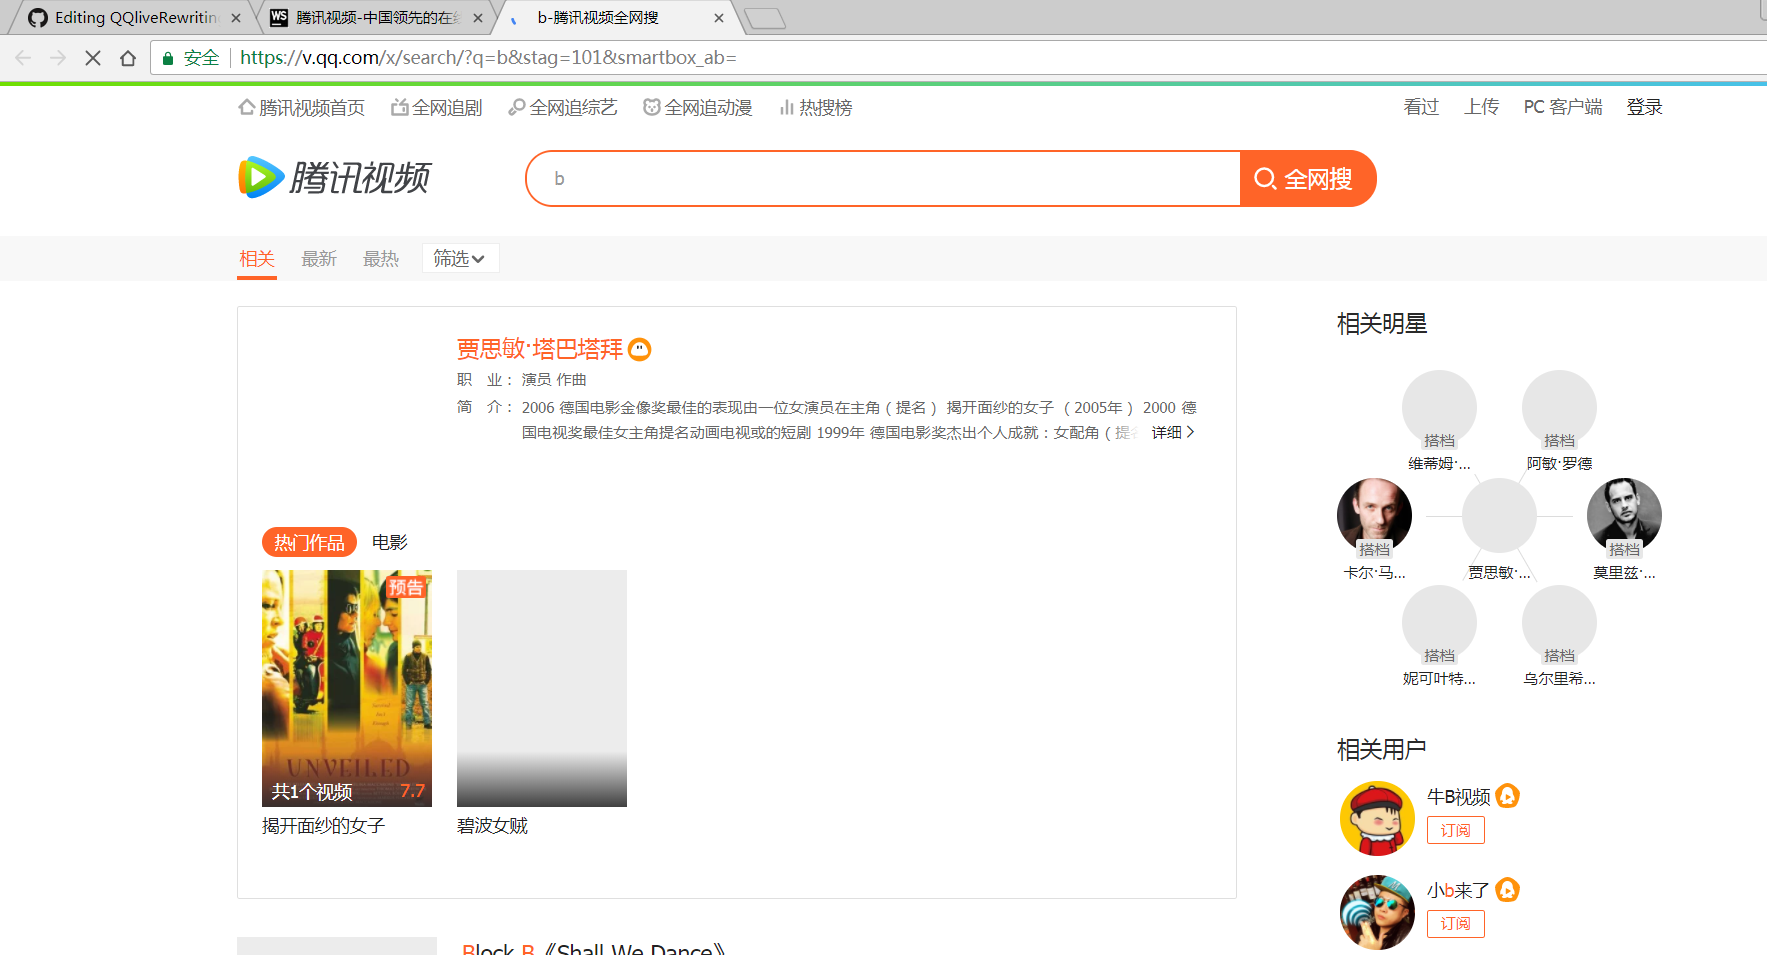 Editing QQliveRewritin
腾讯视频-中国领先的在
b-腾讯视频全网搜
安全
https://v.qq.com/x/search/?q=b&stag=101&smartbox_ab=
腾讯视频首页
全网追剧
全网追综艺
全网追动漫
热搜榜
看过
上传
PC 客户端
登录
腾讯视频
b
全网搜
相关
最新
最热
筛选
贾思敏·塔巴塔拜
职 业： 演员 作曲
简 介： 2006 德国电影金像奖最佳的表现由一位女演员在主角（提名） 揭开面纱的女子 （2005年） 2000 德
国电视奖最佳女主角提名动画电视或的短剧 1999年 德国电影奖杰出个人成就：女配角（提名 详细
热门作品
电影
预告
UNVEILED
共1个视频
7.7
揭开面纱的女子
碧波女贼
Block B《Shall We Dance》
相关明星
搭档
维蒂姆·...
搭档
阿敏·罗德
搭档
卡尔·马...
贾思敏·...
搭档
莫里兹·...
搭档
妮可叶特...
搭档
乌尔里希...
相关用户
牛B视频
订阅
小b来了
订阅